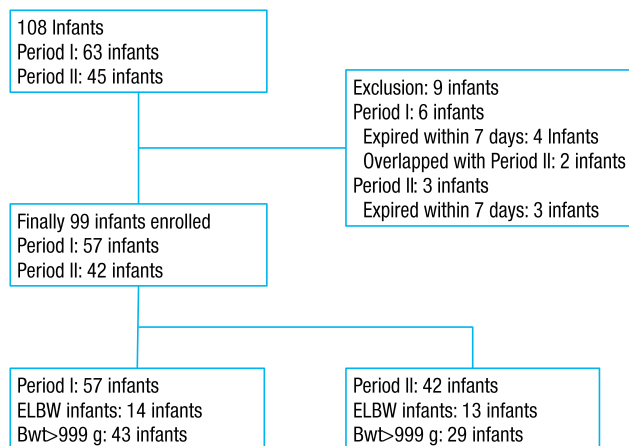 108 Infants
Period I: 63 infants
Period II: 45 infants
Exclusion: 9 infants
Period I: 6 infants
Expired within 7 days: 4 Infants
Overlapped with Period II: 2 infants
Period II: 3 infants
Expired within 7 days: 3 infants
Finally 99 infants enrolled
Period I: 57 infants
Period II: 42 infants
Period I: 57 infants
ELBW infants: 14 infants
Bwt>999 g: 43 infants
Period II: 42 infants
ELBW infants: 13 infants
Bwt>999 g: 29 infants